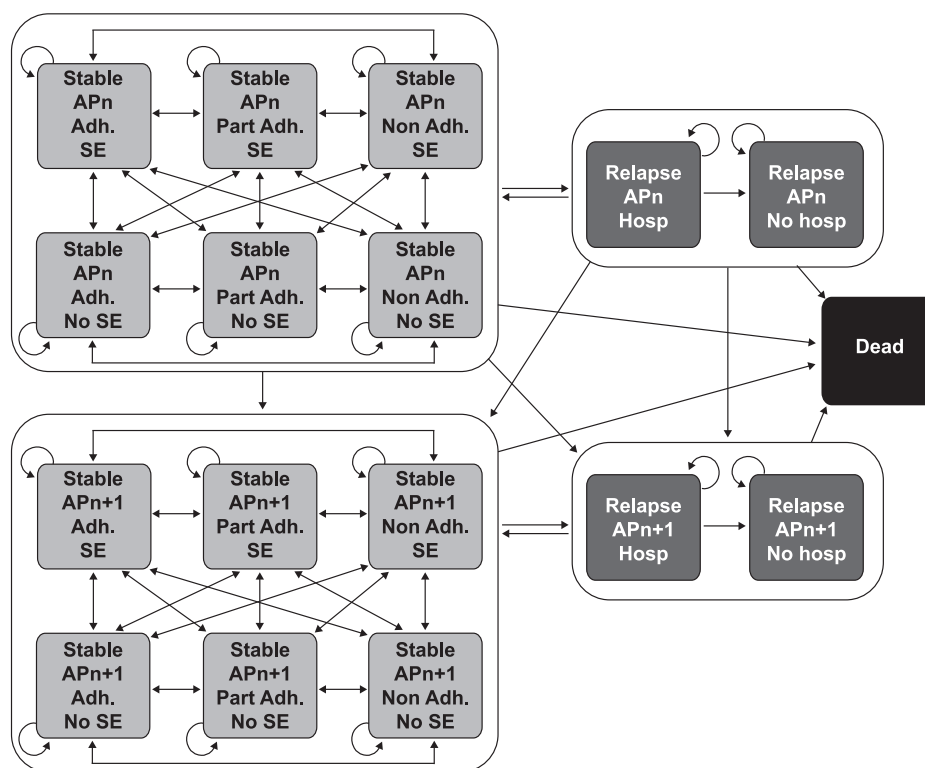 Stable
APn
Adh.
SE
Stable
APn
Part Adh.
SE
Stable
APn
Non Adh.
SE
Stable
APn
Adh.
No SE
Stable
APn
Part Adh.
No SE
Stable
APn
Non Adh.
No SE
Relapse
APn
Hosp
Relapse
APn
No hosp
Dead
Stable
APn+1
Adh.
SE
Stable
APn+1
Part Adh.
SE
Stable
APn+1
Non Adh.
SE
Stable
APn+1
Adh.
No SE
Stable
APn+1
Part Adh.
No SE
Stable
APn+1
Non Adh.
No SE
Relapse
APn+1
Hosp
Relapse
APn+1
No hosp